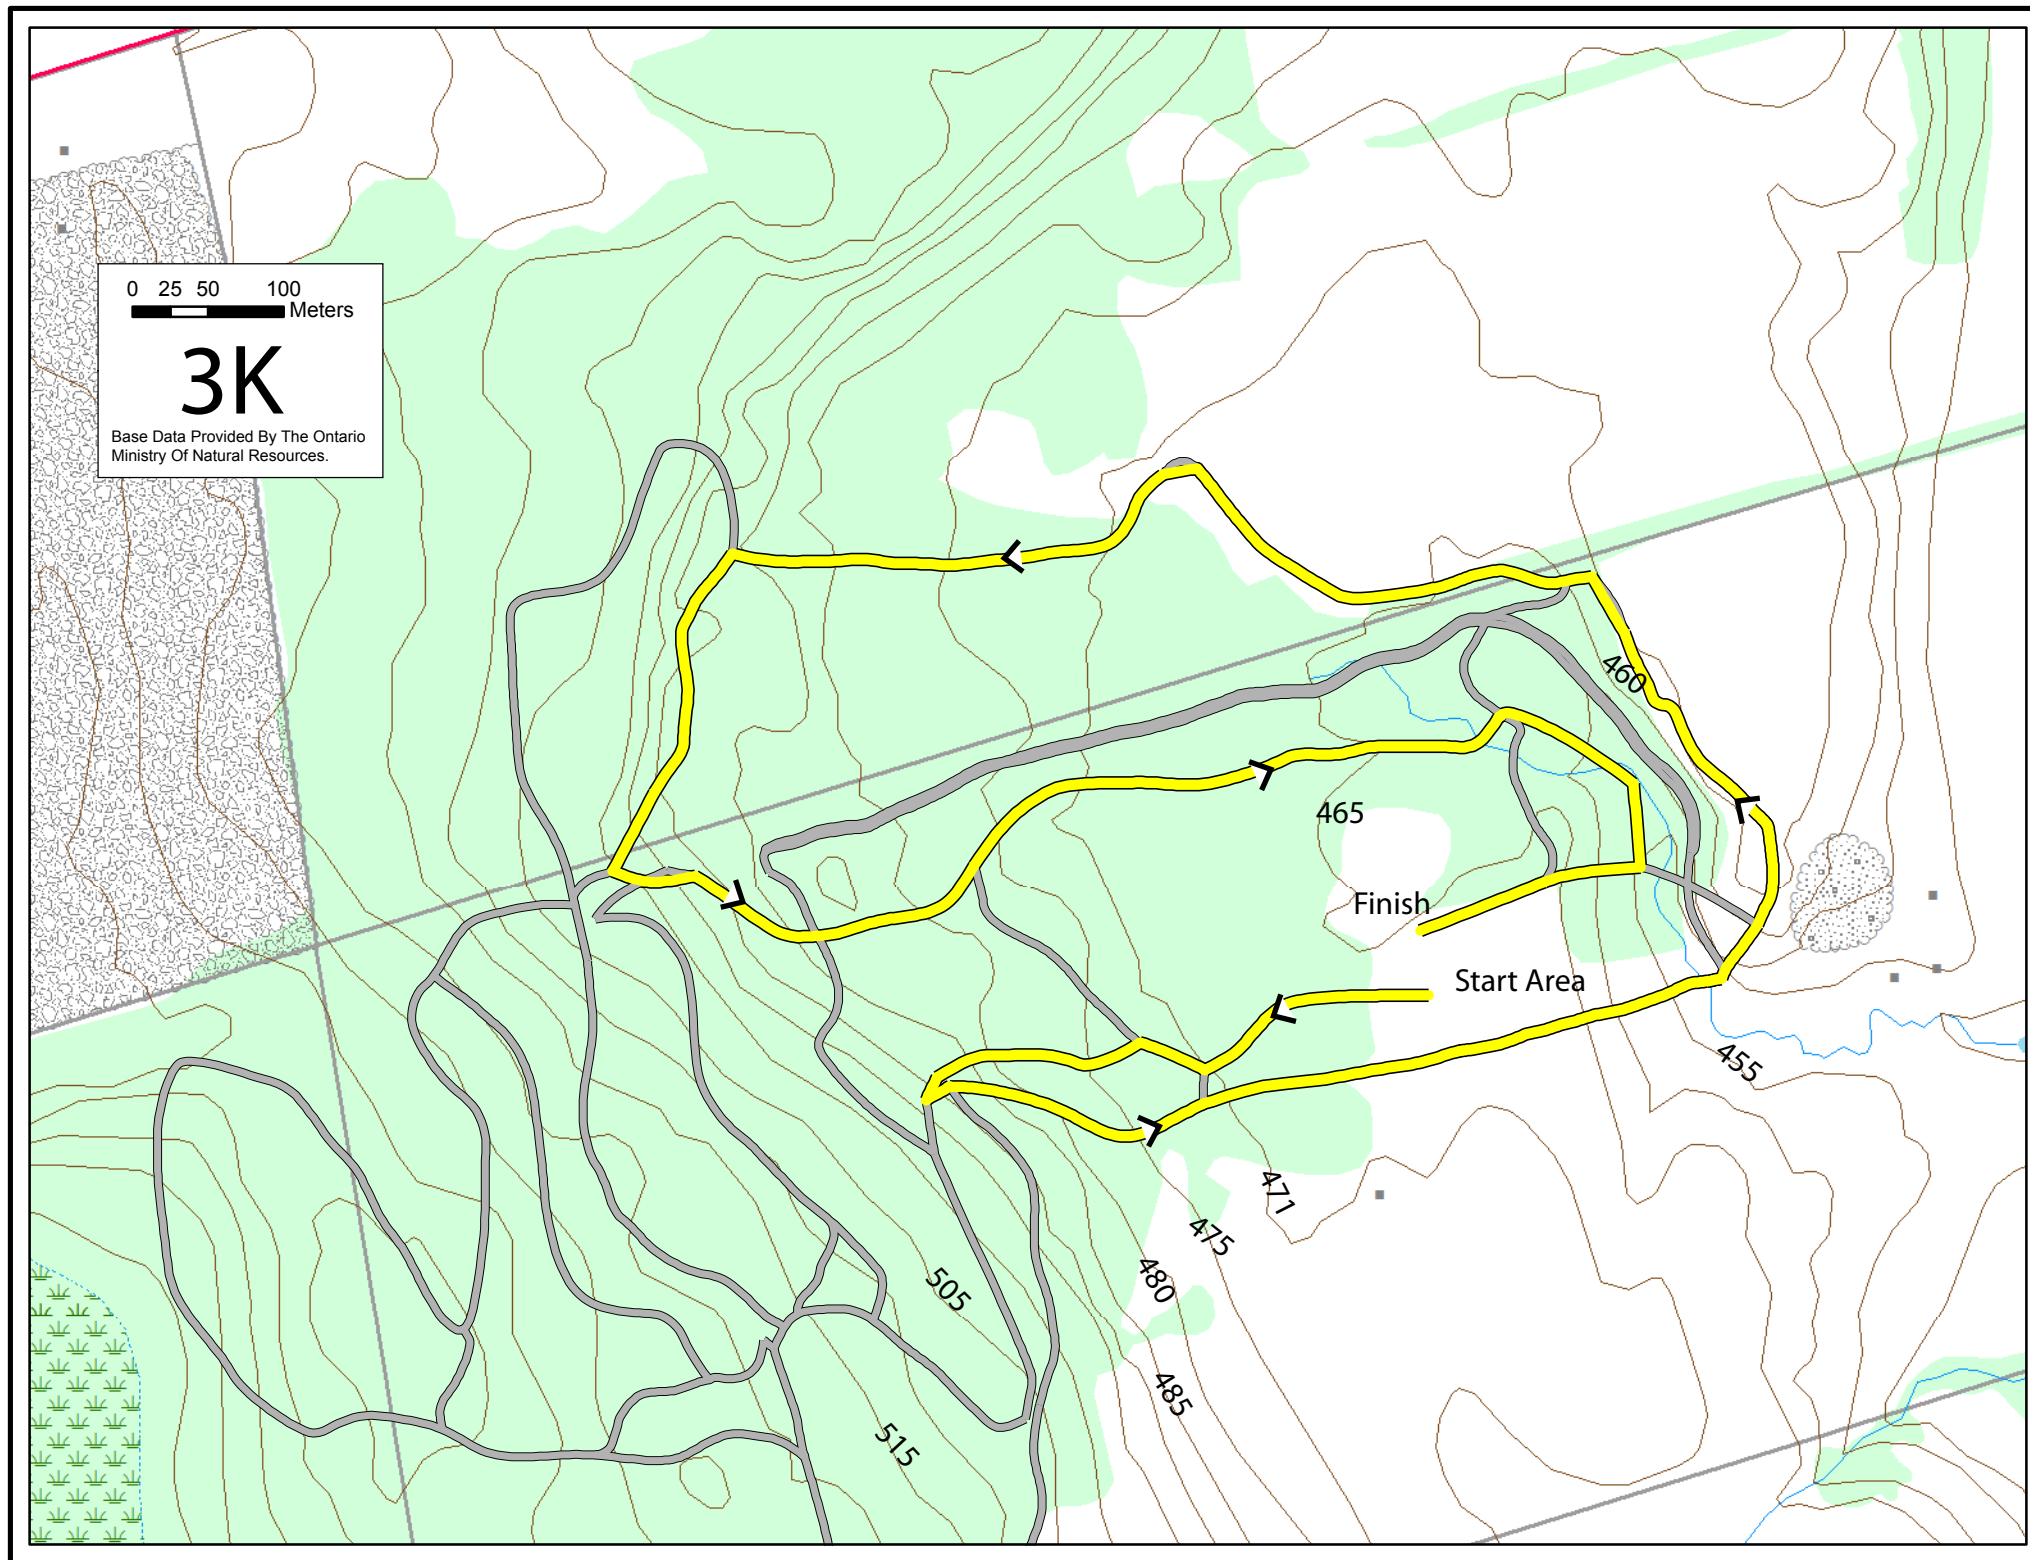 0 25 50 100
Meters
3K
Base Data Provided By The Ontario
Ministry Of Natural Resources.
460
465
Finish
Start Area
455
471
475
480
505
485
515